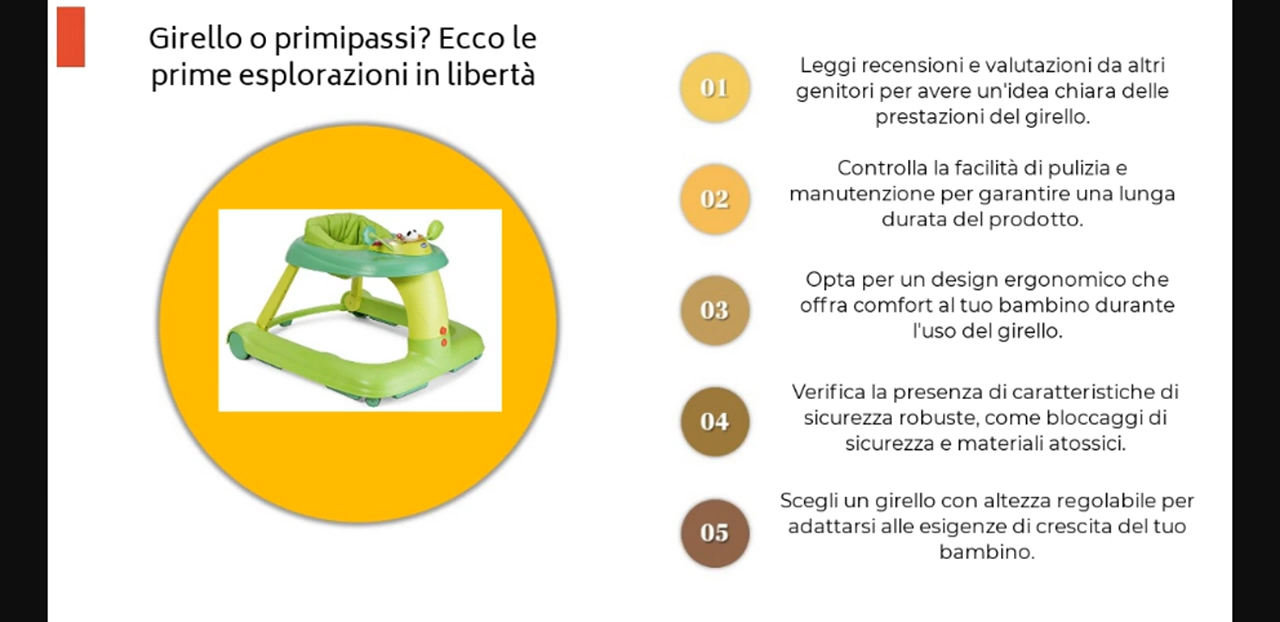 Girello o primipassi? Ecco le
prime esplorazioni in libertà
01
Leggi recensioni e valutazioni da altri
genitori per avere un'idea chiara delle
prestazioni del girello.
02
Controlla la facilità di pulizia e
manutenzione per garantire una lunga
durata del prodotto.
03
Opta per un design ergonomico che
offra comfort al tuo bambino durante
l'uso del girello.
04
Verifica la presenza di caratteristiche di
sicurezza robuste, come bloccaggi di
sicurezza e materiali atossici.
05
Scegli un girello con altezza regolabile per
adattarsi alle esigenze di crescita del tuo
bambino.